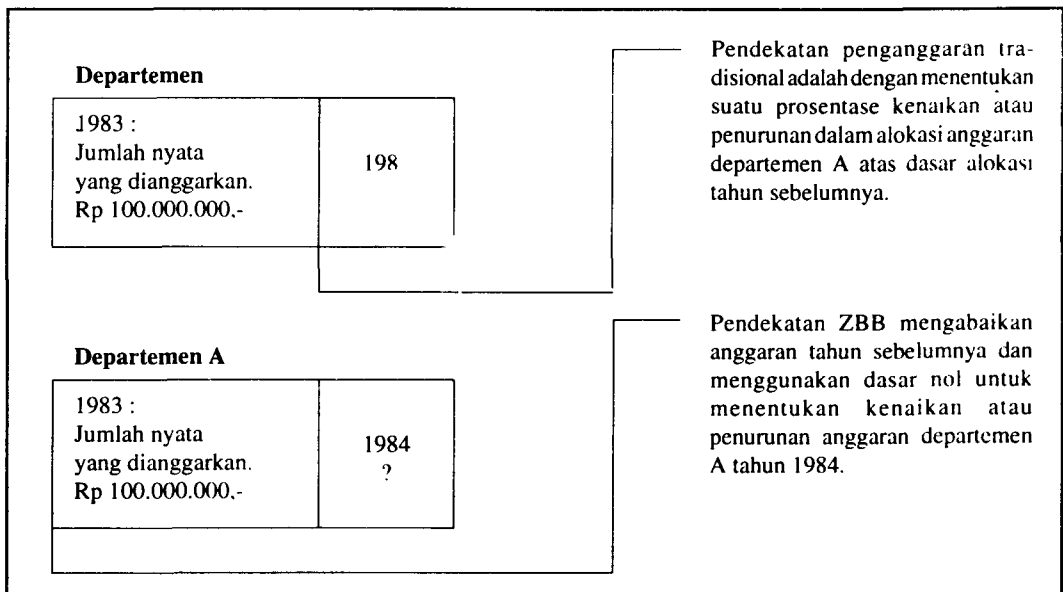 Departemen
1983 :
Jumlah nyata
yang dianggarkan.
Rp 100.000.000,-
198
Pendekatan penganggaran tra-
disional adalah dengan menentukan
suatu prosentase kenaikan atau
penurunan dalam alokasi anggaran
departemen A atas dasar alokasi
tahun sebelumnya.
Departemen A
1983 :
Jumlah nyata
yang dianggarkan.
Rp 100.000.000,-
1984
?
Pendekatan ZBB mengabaikan
anggaran tahun sebelumnya dan
menggunakan dasar nol untuk
menentukan kenaikan atau
penurunan anggaran departemen
A tahun 1984.